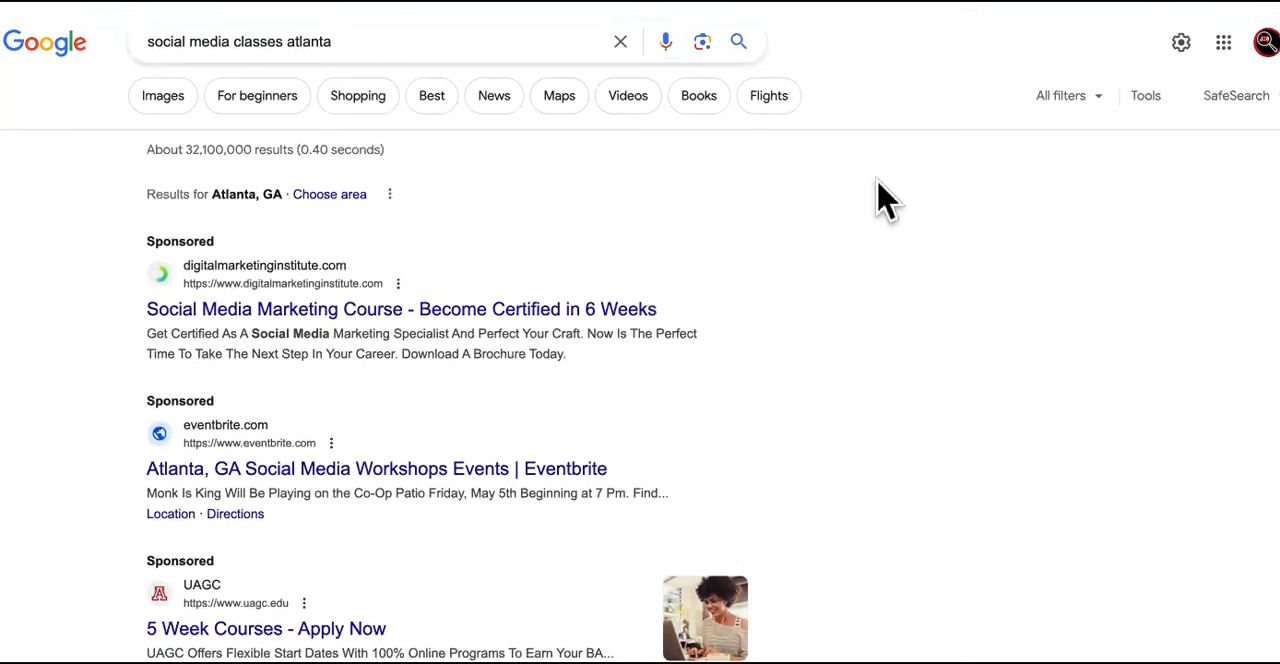 Google
social media classes atlanta
Images For beginners Shopping Best News Maps Videos Books Flights All filters Tools SafeSearch
About 32,100,000 results (0.40 seconds)
Results for Atlanta, GA · Choose area
Sponsored
digitalmarketinginstitute.com
https://www.digitalmarketinginstitute.com
Social Media Marketing Course - Become Certified in 6 Weeks
Get Certified As A Social Media Marketing Specialist And Perfect Your Craft. Now Is The Perfect
Time To Take The Next Step In Your Career. Download A Brochure Today.
Sponsored
eventbrite.com
https://www.eventbrite.com
Atlanta, GA Social Media Workshops Events | Eventbrite
Monk Is King Will Be Playing on the Co-Op Patio Friday, May 5th Beginning at 7 Pm. Find...
Location · Directions
Sponsored
UAGC
https://www.uagc.edu
5 Week Courses - Apply Now
UAGC Offers Flexible Start Dates With 100% Online Programs To Earn Your BA...